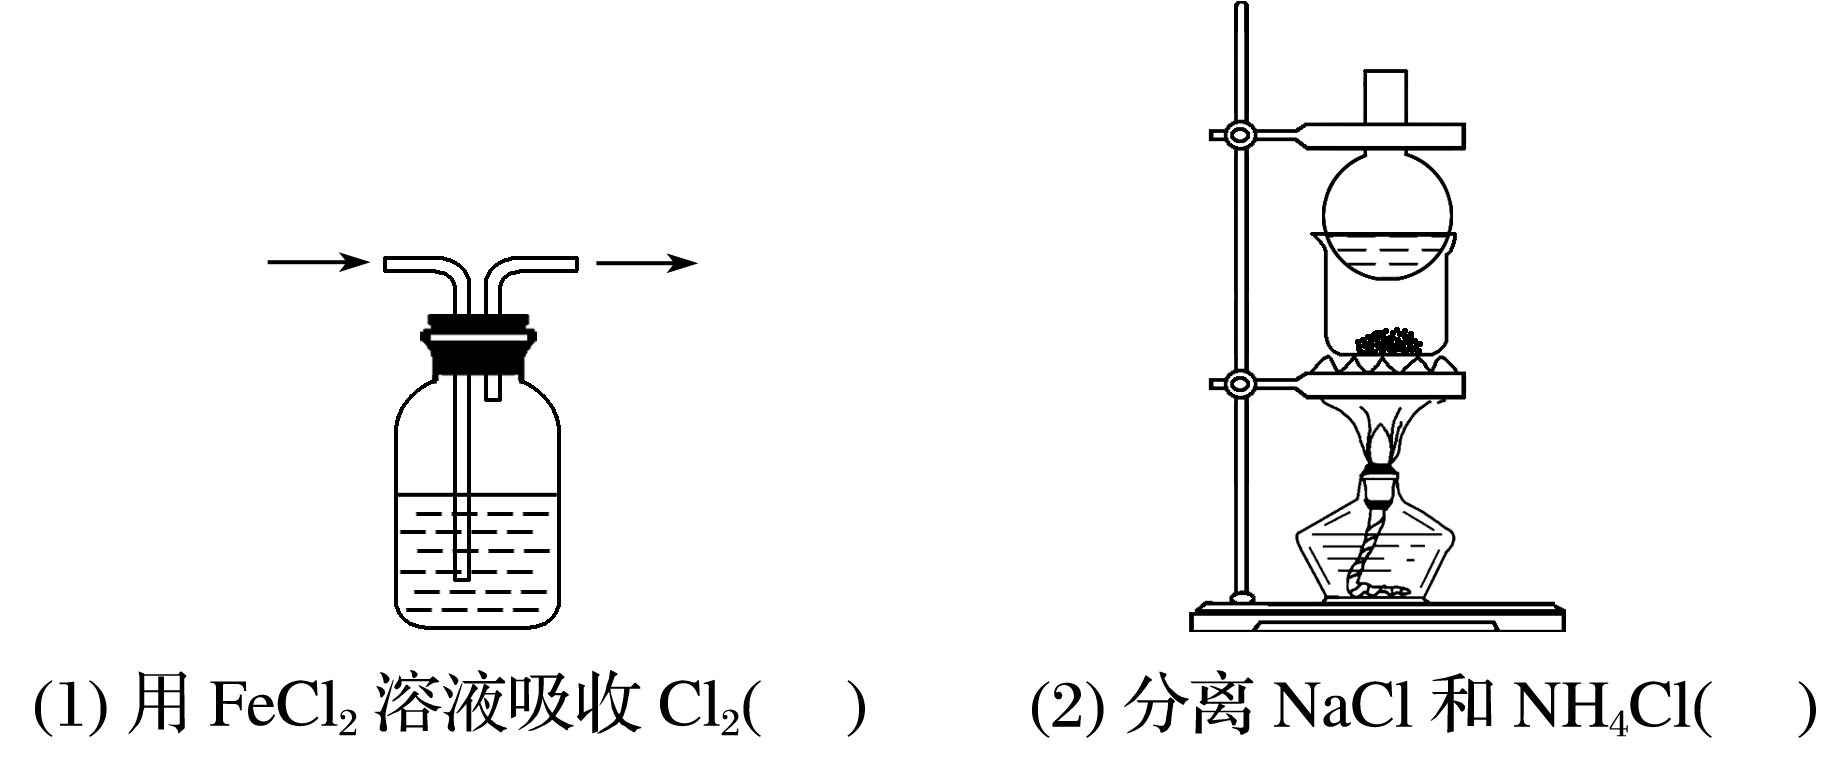 (1) 用 FeCl₂ 溶液吸收 Cl₂(    )
(2) 分离 NaCl 和 NH₄Cl(    )